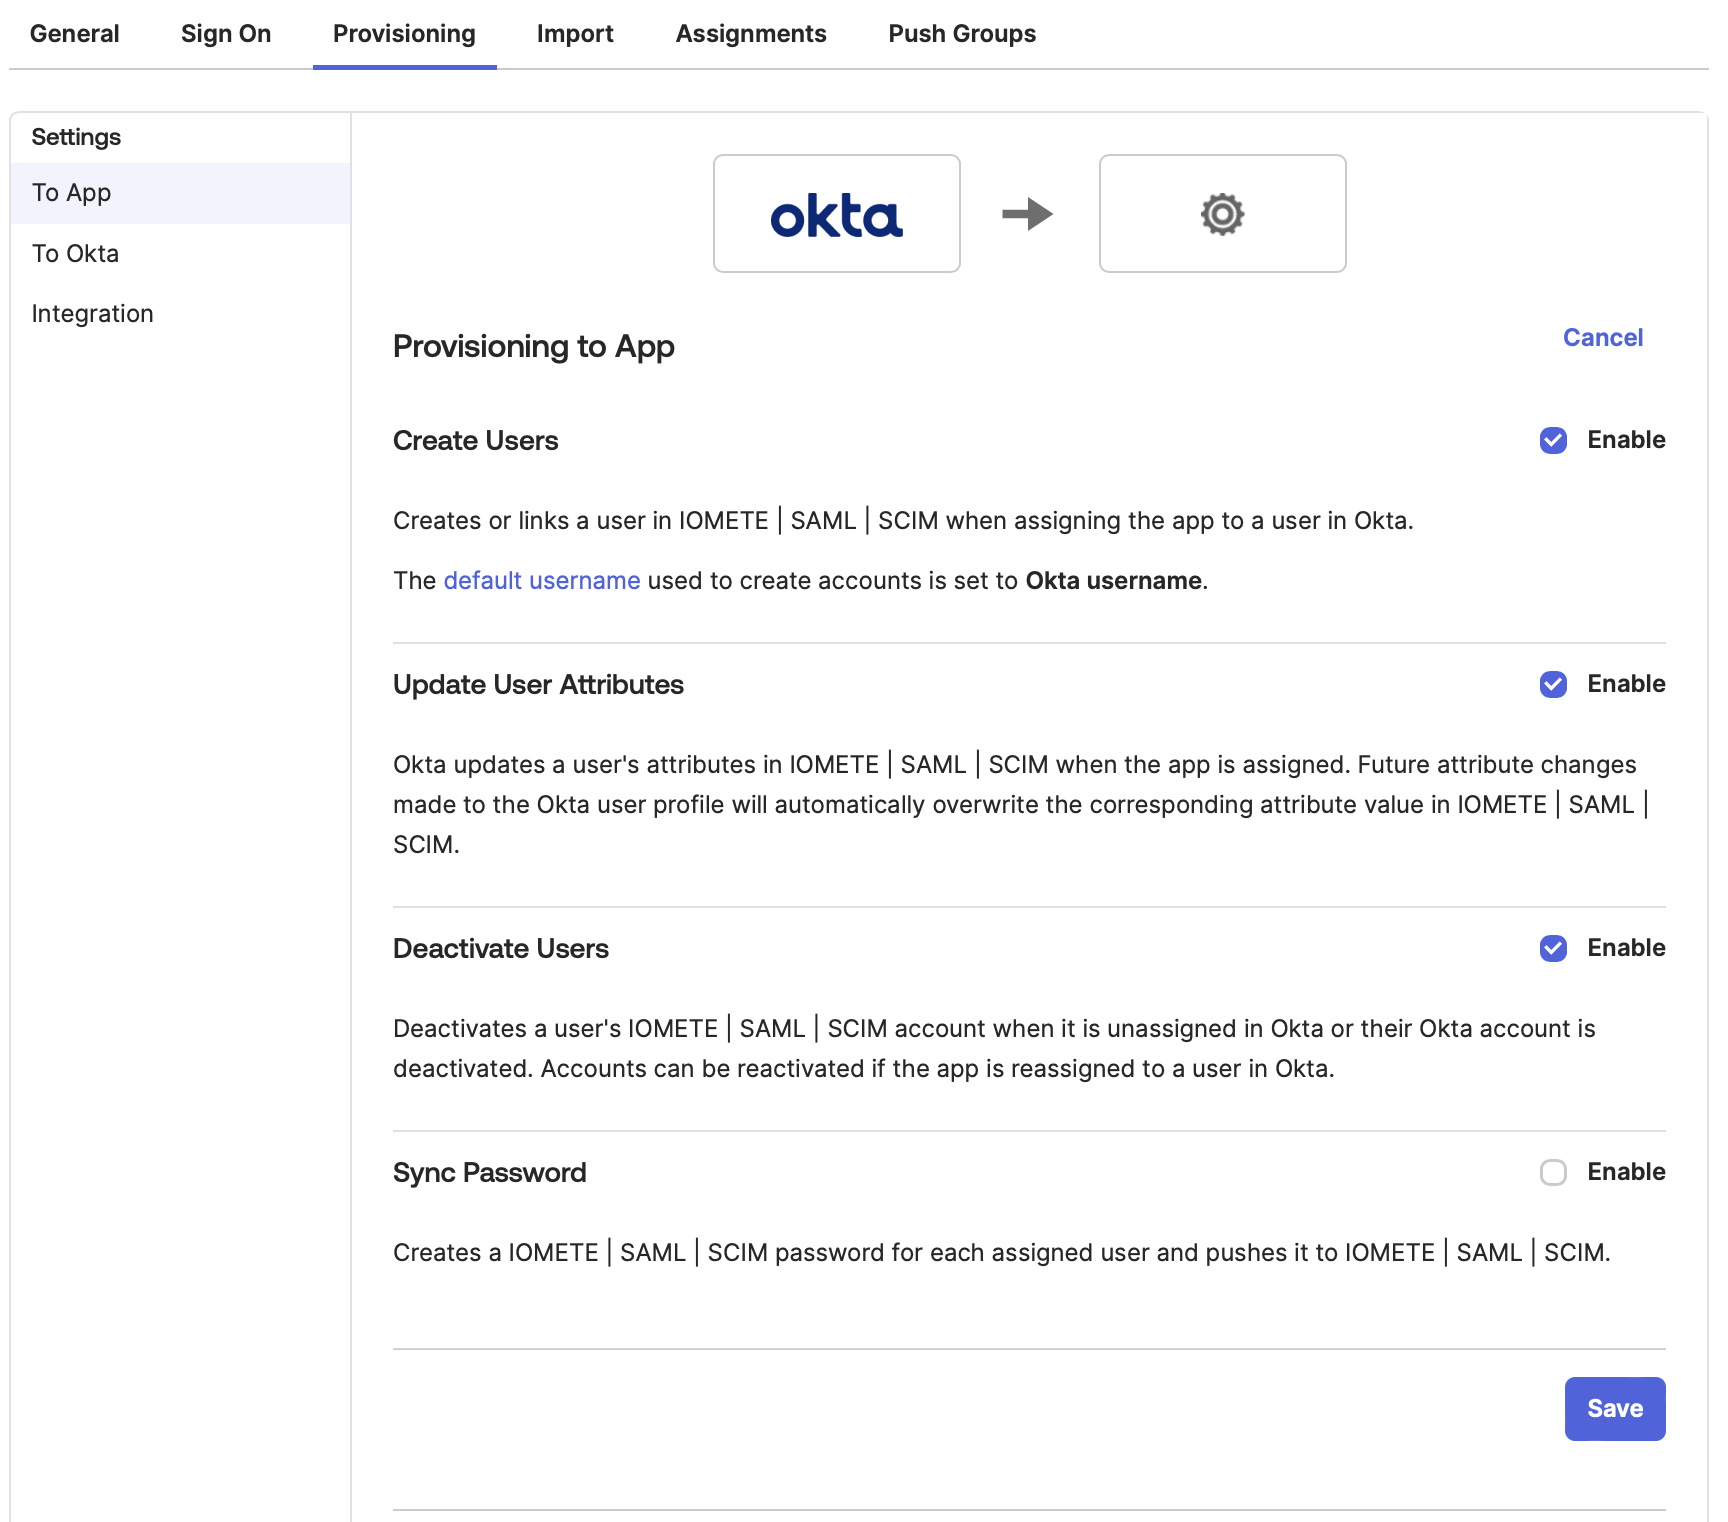 General Sign On Provisioning Import Assignments Push Groups
Settings
To App
To Okta
Integration
okta
Provisioning to App
Cancel
Create Users
Enable
Creates or links a user in IOMETE | SAML | SCIM when assigning the app to a user in Okta.
The default username used to create accounts is set to Okta username.
Update User Attributes
Enable
Okta updates a user's attributes in IOMETE | SAML | SCIM when the app is assigned. Future attribute changes
made to the Okta user profile will automatically overwrite the corresponding attribute value in IOMETE | SAML |
SCIM.
Deactivate Users
Enable
Deactivates a user's IOMETE | SAML | SCIM account when it is unassigned in Okta or their Okta account is
deactivated. Accounts can be reactivated if the app is reassigned to a user in Okta.
Sync Password
Enable
Creates a IOMETE | SAML | SCIM password for each assigned user and pushes it to IOMETE | SAML | SCIM.
Save